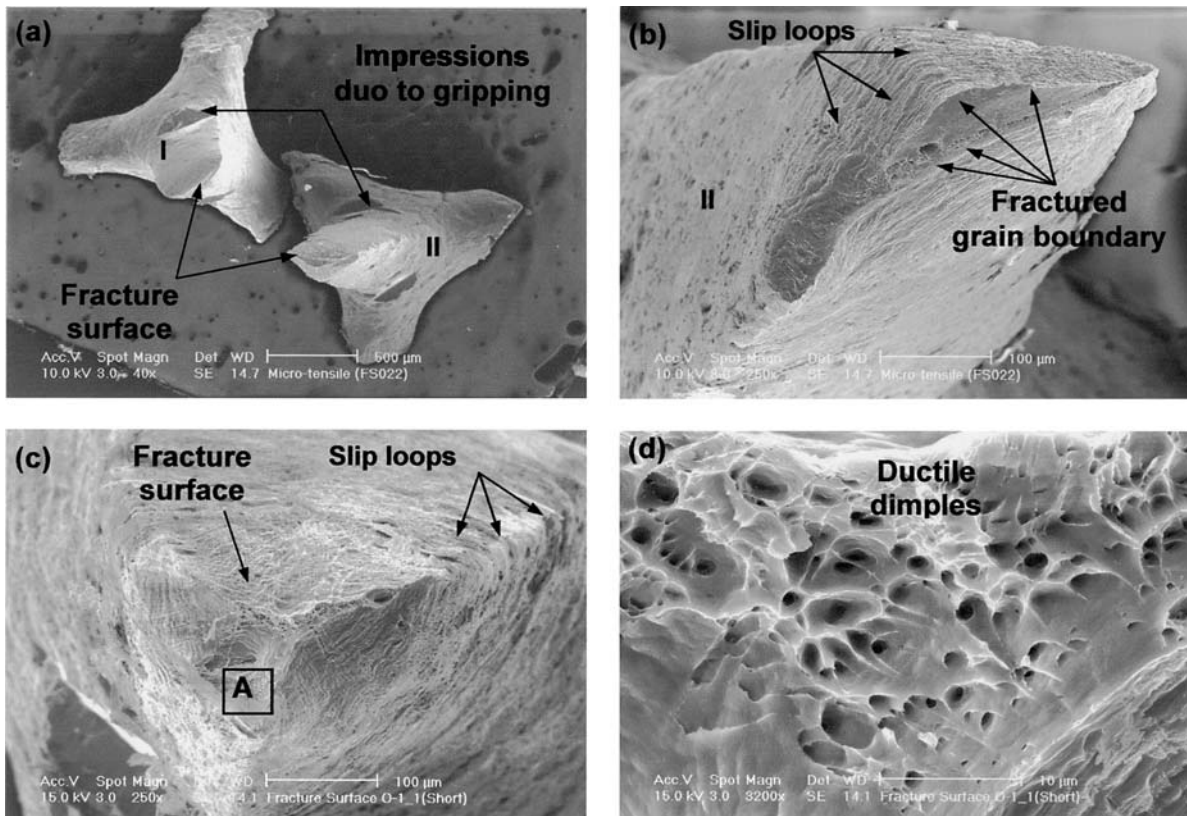 (a)
Impressions
duo to gripping
I
II
Fracture
surface
Acc.V Spot Magn Det WD 500 µm
10.0 kV 3.0 40x SE 14.7 Micro-tensile (FS022)
(b)
Slip loops
II
Fractured
grain boundary
Acc.V Spot Magn Det WD 100 µm
10.0 kV 250x SE 14.7 Micro-tensile (FS022)
(c)
Fracture
surface
Slip loops
A
Acc.V Spot Magn WD 100 µm
15.0 kV 3.0 250x 14.1 Fracture Surface O-1_1(Short)
(d)
Ductile
dimples
Acc.V Spot Magn Det WD 10 µm
15.0 kV 3.0 3200x SE 14.1 Fracture Surface O-1_1(Short)